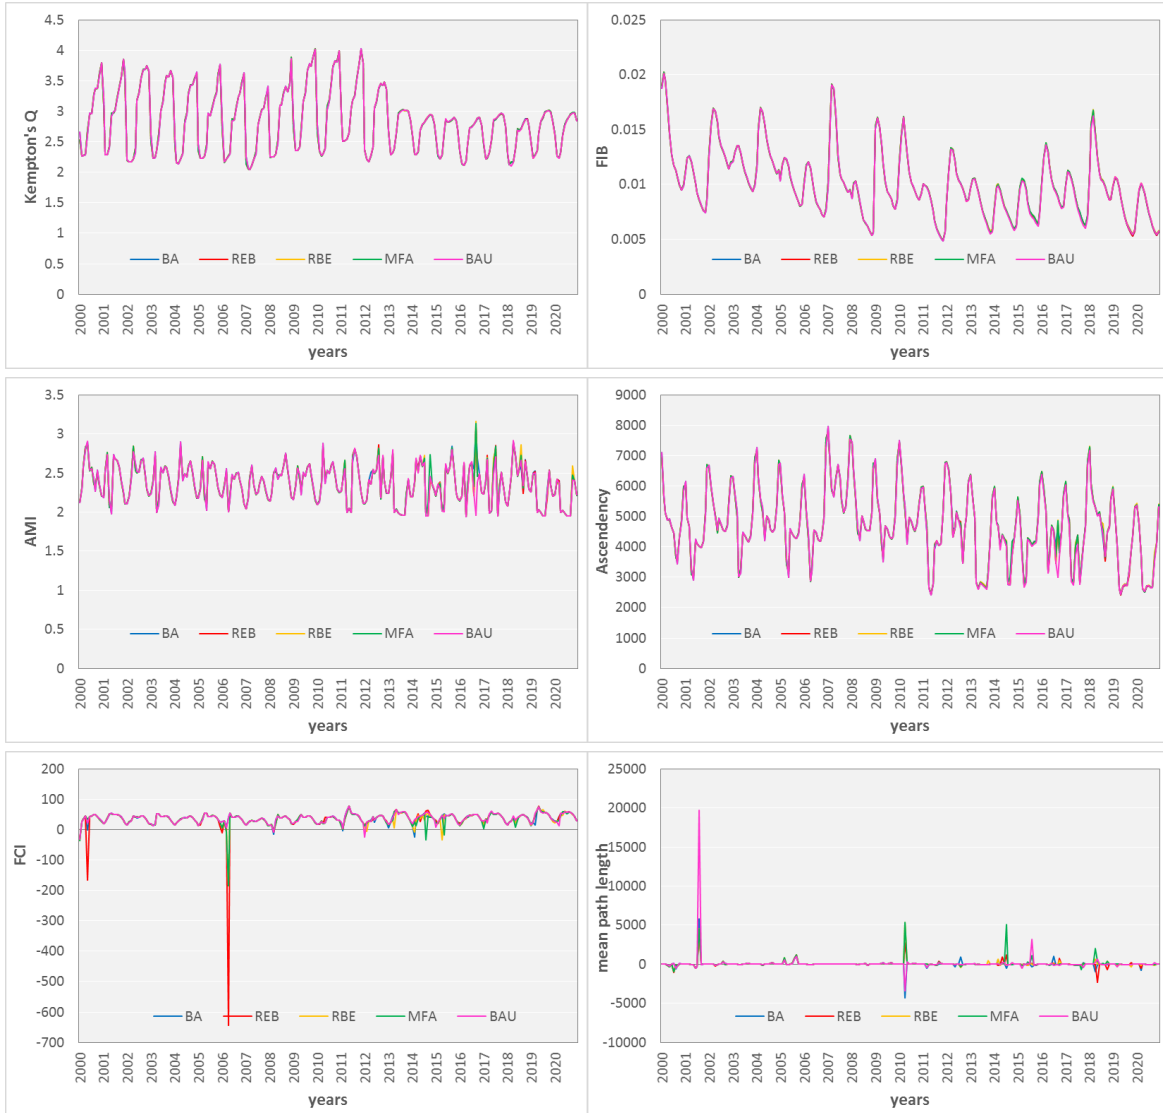 Kempton's Q
4.5
4
3.5
3
2.5
2
1.5
1
0.5
0
BA REB RBE MFA BAU
2000 2001 2002 2003 2004 2005 2006 2007 2008 2009 2010 2011 2012 2013 2014 2015 2016 2017 2018 2019 2020
years
FIB
0.025
0.02
0.015
0.01
0.005
0
BA REB RBE MFA BAU
2000 2001 2002 2003 2004 2005 2006 2007 2008 2009 2010 2011 2012 2013 2014 2015 2016 2017 2018 2019 2020
years
AMI
3.5
3
2.5
2
1.5
1
0.5
0
BA REB RBE MFA BAU
2000 2001 2002 2003 2004 2005 2006 2007 2008 2009 2010 2011 2012 2013 2014 2015 2016 2017 2018 2019 2020
years
Ascendency
9000
8000
7000
6000
5000
4000
3000
2000
1000
0
BA REB RBE MFA BAU
2000 2001 2002 2003 2004 2005 2006 2007 2008 2009 2010 2011 2012 2013 2014 2015 2016 2017 2018 2019 2020
years
FCI
200
100
0
-100
-200
-300
-400
-500
-600
-700
BA REB RBE MFA BAU
2000 2001 2002 2003 2004 2005 2006 2007 2008 2009 2010 2011 2012 2013 2014 2015 2016 2017 2018 2019 2020
years
mean path length
25000
20000
15000
10000
5000
0
-5000
-10000
BA REB RBE MFA BAU
2000 2001 2002 2003 2004 2005 2006 2007 2008 2009 2010 2011 2012 2013 2014 2015 2016 2017 2018 2019 2020
years